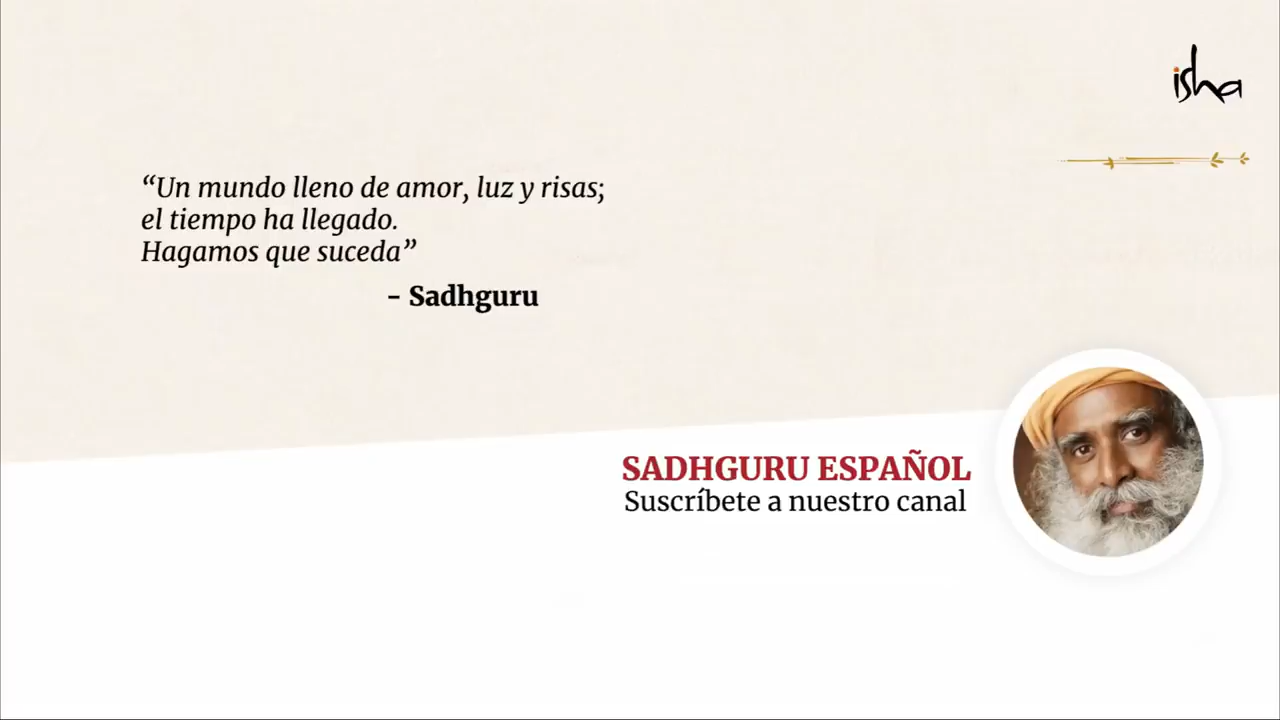 isha
“Un mundo lleno de amor, luz y risas;
el tiempo ha llegado.
Hagamos que suceda”
- Sadhguru
SADHGURU ESPAÑOL
Suscríbete a nuestro canal